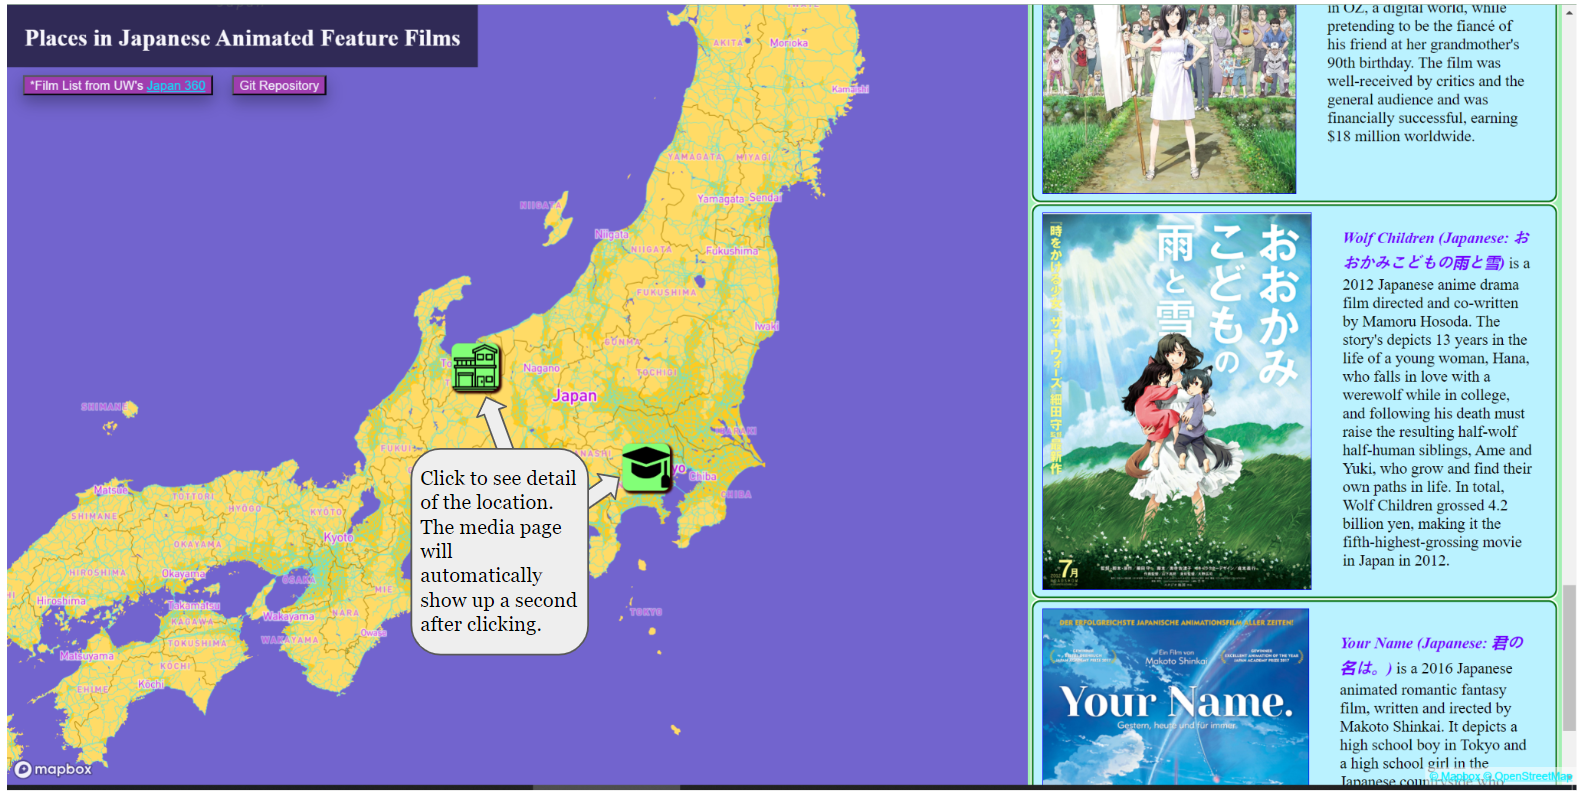 Places in Japanese Animated Feature Films
*Film List from UW's Japan 360
Git Repository
AKITA
Morioka
Kamaishi
YAMAGATA
MIYAGI
Yamagata
Sendai
NIIGATA
Niigata
NIIGATA
Fukushima
FUKUSHIMA
Iwaki
GUNMA
TOCHIGI
Nagano
Japan
Click to see detail
of the location.
The media page
will
automatically
show up a second
after clicking.
Chiba
CHIBA
SHIMANE
FUKUI
Matsue
TOTTORI
SHIMANE
HYŌGO
KYŌTO
Kyoto
OKAYAMA
Okayama
HIROSHIMA
Hiroshima
OSAKA
MIE
NARA
Takamatsu
KAGAWA
Wakayama
WAKAYAMA
Owase
TOKUSHIMA
Matsuyama
KŌCHI
Kōchi
EHIME
TOKYO
mapbox
in OZ, a digital world, while
pretending to be the fiancé of
his friend at her grandmother's
90th birthday. The film was
well-received by critics and the
general audience and was
financially successful, earning
$18 million worldwide.
おおかみ
こどもの
雨と雪
7月
Wolf Children (Japanese: お
おかみこどもの雨と雪) is a
2012 Japanese anime drama
film directed and co-written
by Mamoru Hosoda. The
story's depicts 13 years in the
life of a young woman, Hana,
who falls in love with a
werewolf while in college,
and following his death must
raise the resulting half-wolf
half-human siblings, Ame and
Yuki, who grow and find their
own paths in life. In total,
Wolf Children grossed 4.2
billion yen, making it the
fifth-highest-grossing movie
in Japan in 2012.
DER ERFOLGREICHSTE JAPANISCHE ANIMATIONSFILM ALLER ZEITEN!
Ein Film von
Makoto Shinkai
Your Name.
Gestern, heute und für immer.
Your Name (Japanese: 君の
名は。) is a 2016 Japanese
animated romantic fantasy
film, written and irected by
Makoto Shinkai. It depicts a
high school boy in Tokyo and
a high school girl in the
Japanese countryside who
© Mapbox © OpenStreetMap